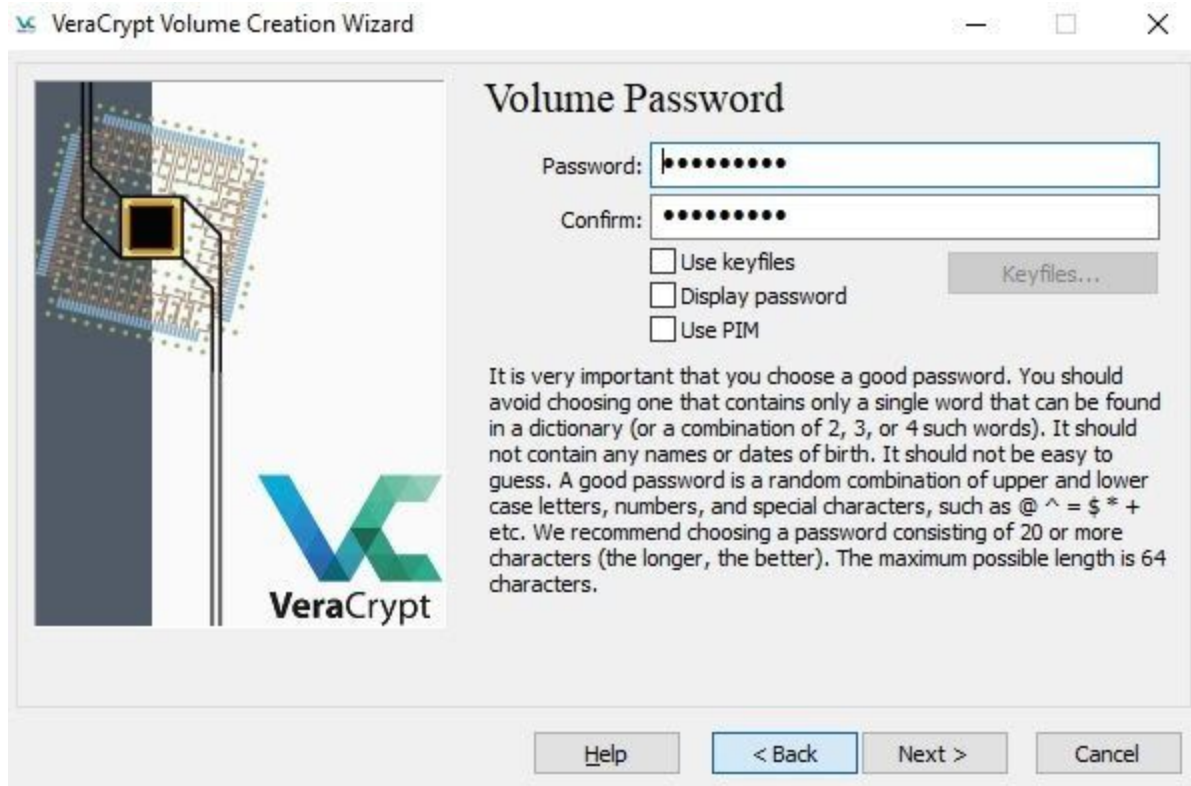 VeraCrypt Volume Creation Wizard
Volume Password
Password: •••••••••
Confirm: •••••••••
Use keyfiles
Keyfiles...
Display password
Use PIM
It is very important that you choose a good password. You should
avoid choosing one that contains only a single word that can be found
in a dictionary (or a combination of 2, 3, or 4 such words). It should
not contain any names or dates of birth. It should not be easy to
guess. A good password is a random combination of upper and lower
case letters, numbers, and special characters, such as @ ^ = $ * +
etc. We recommend choosing a password consisting of 20 or more
characters (the longer, the better). The maximum possible length is 64
characters.
VeraCrypt
Help
< Back
Next >
Cancel